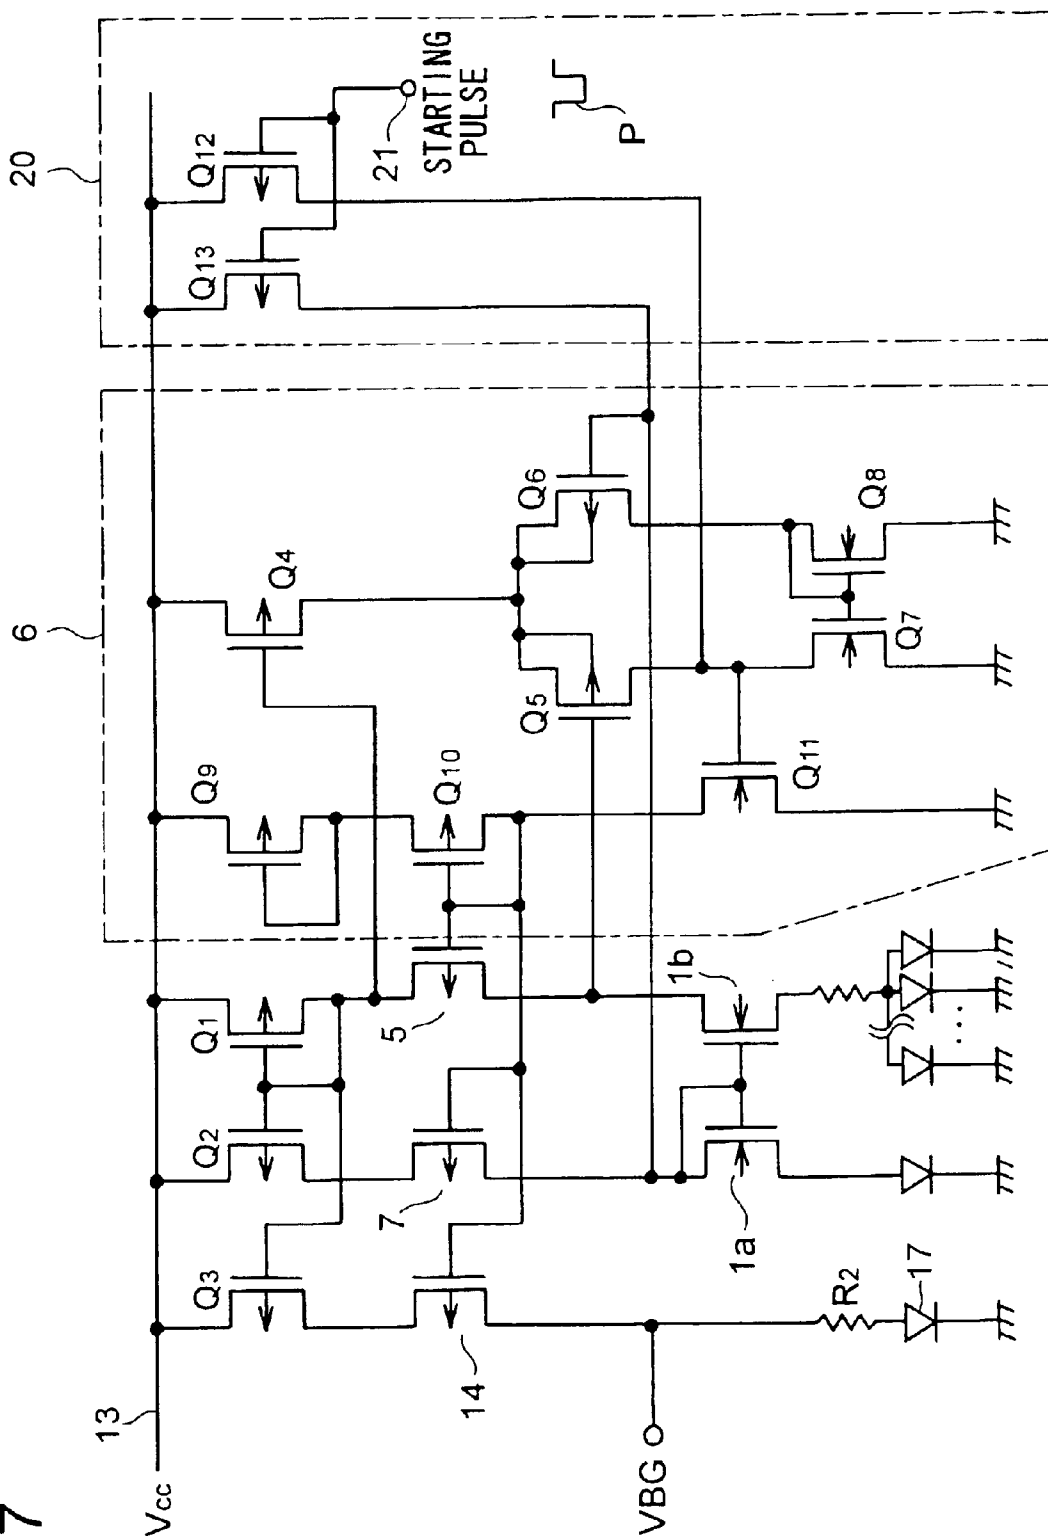 7
20
6
13
Vcc
Q12
Q13
21
STARTING
PULSE
P
Q9
Q4
Q1
Q2
Q3
Q10
5
7
14
Q5
Q6
Q11
Q7
Q8
1b
1a
VBG
R2
17